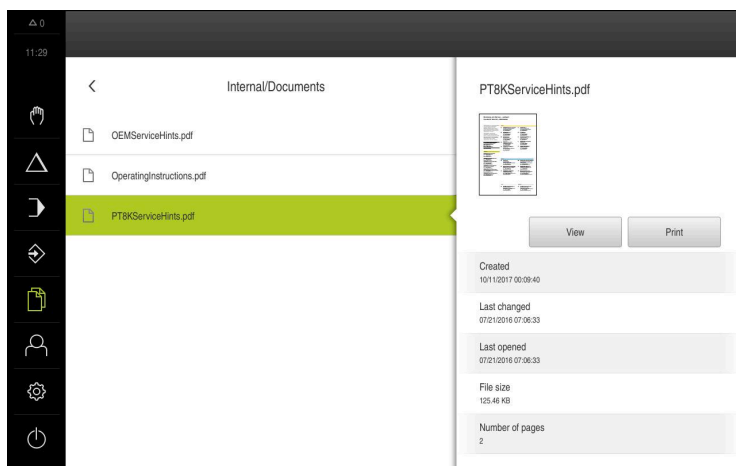 0
11:29
Internal/Documents
OEMServiceHints.pdf
OperatingInstructions.pdf
PT8KServiceHints.pdf
PT8KServiceHints.pdf
View
Print
Created
10/11/2017 00:09:40
Last changed
07/21/2016 07:06:33
Last opened
07/21/2016 07:06:33
File size
125.46 KB
Number of pages
2